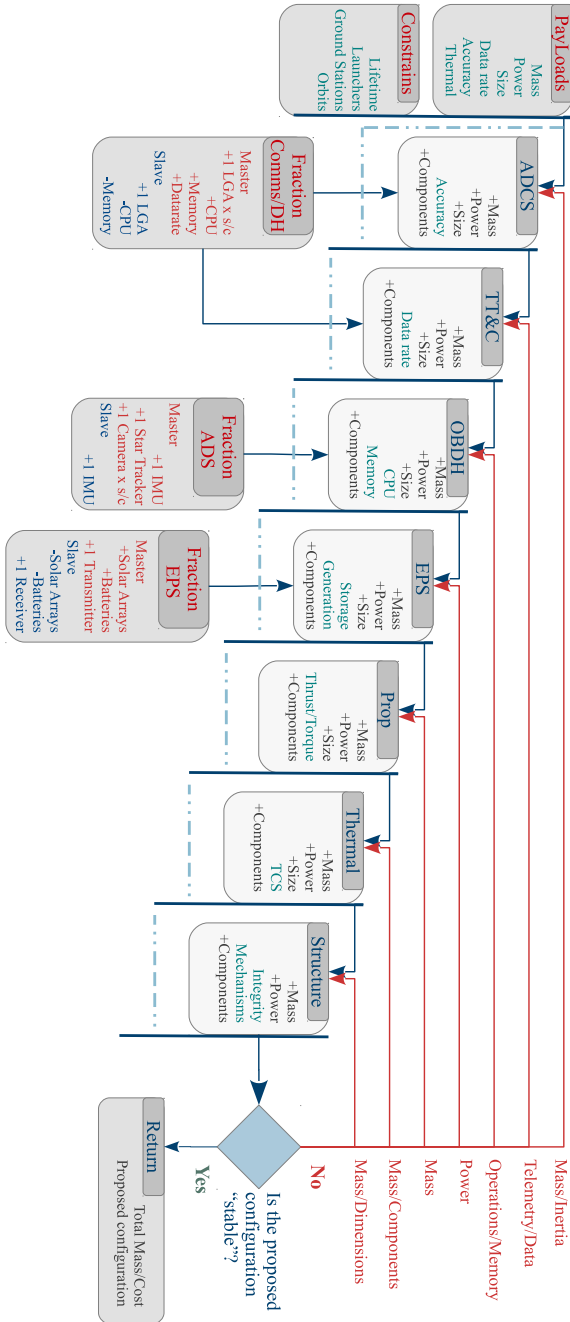 PayLoads
Mass
Power
Size
Data rate
Accuracy
Thermal
Constrains
Lifetime
Launchers
Ground Stations
Orbits
ADCS
+Mass
+Power
+Size
Accuracy
+Components
Fraction
Comms/DH
Master
+1 LGA x s/c
+CPU
+Memory
+Datarate
Slave
+1 LGA
-CPU
-Memory
TT&C
+Mass
+Power
+Size
Data rate
+Components
OBDH
+Mass
+Power
+Size
CPU
Memory
+Components
Fraction
ADS
Master
+1 IMU
+1 Star Tracker
+1 Camera x s/c
Slave
+1 IMU
EPS
+Mass
+Power
+Size
Storage
Generation
+Components
Fraction
EPS
Master
+Solar Arrays
+Batteries
+1 Transmitter
Slave
-Solar Arrays
-Batteries
+1 Receiver
Prop
+Mass
+Power
+Size
Thrust/Torque
+Components
Thermal
+Mass
+Power
+Size
TCS
+Components
Structure
+Mass
+Power
Integrity
Mechanisms
+Components
Mass/Inertia
Telemetry/Data
Operations/Memory
Power
Mass
Mass/Components
Mass/Dimensions
No
Is the proposed
configuration
"stable"?
Yes
Return
Total Mass/Cost
Proposed configuration